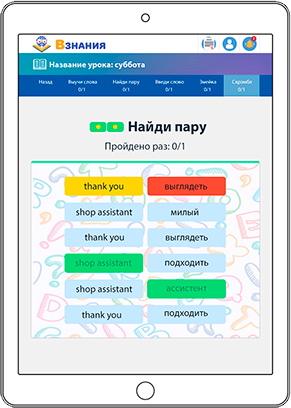 Взнания
Название урока: суббота
Назад Выучи слова 0/1 Найди пару 0/1 Введи слово 0/1 Змейка 0/1 Скрэмбл 0/1
Найди пару
Пройдено раз: 0/1
thank you выглядеть
shop assistant милый
thank you выглядеть
shop assistant подходить
shop assistant ассистент
thank you подходить